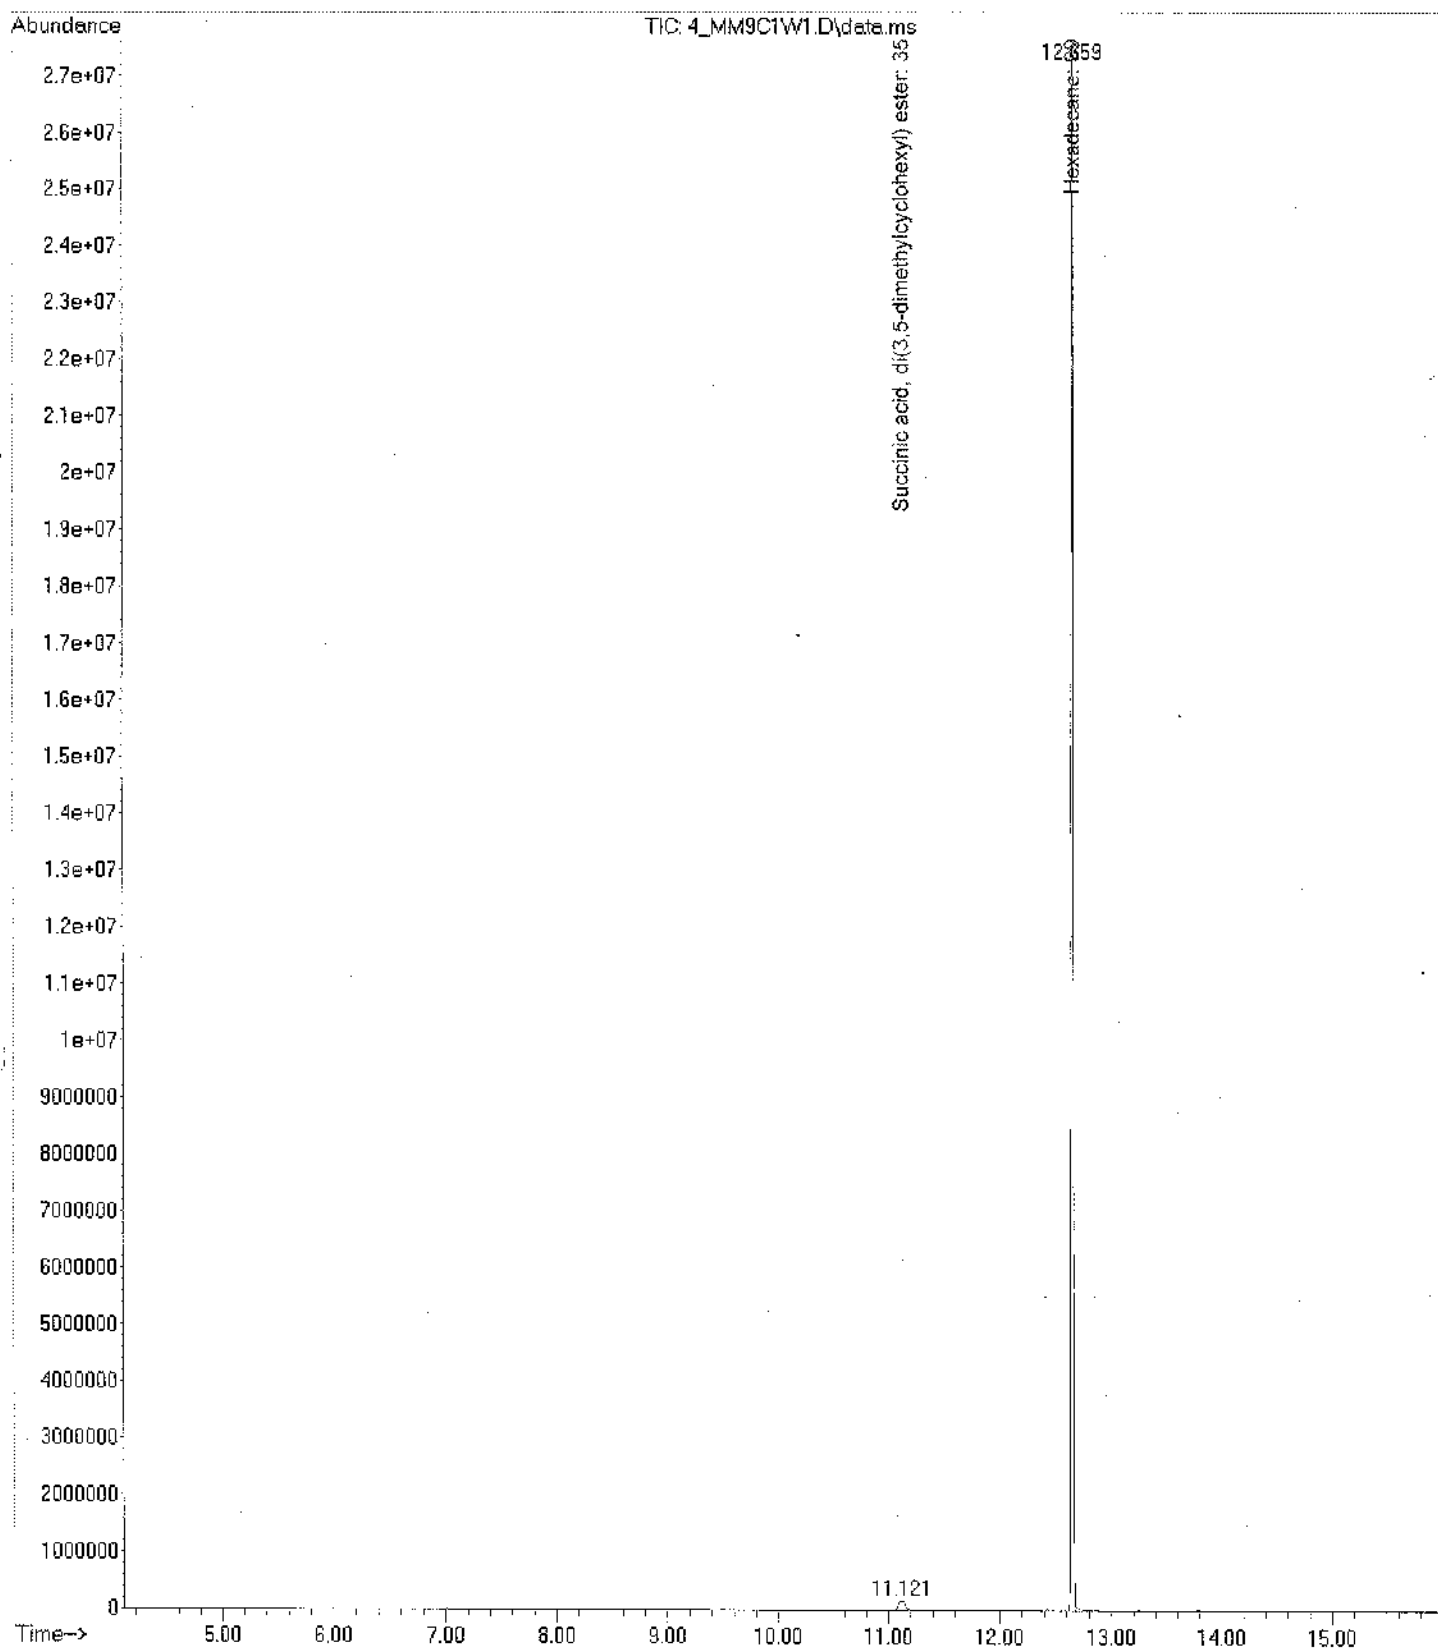 Abundance
TIC: 4_MM9C1W1.D\data.ms
Succinic acid, di(3,5-dimethylcyclohexyl) ester: 35
12.659
Hexadecane:
2.7e+07
2.6e+07
2.5e+07
2.4e+07
2.3e+07
2.2e+07
2.1e+07
2e+07
1.9e+07
1.8e+07
1.7e+07
1.6e+07
1.5e+07
1.4e+07
1.3e+07
1.2e+07
1.1e+07
1e+07
9000000
8000000
7000000
6000000
5000000
4000000
3000000
2000000
1000000
0
11.121
Time--> 5.00 6.00 7.00 8.00 9.00 10.00 11.00 12.00 13.00 14.00 15.00